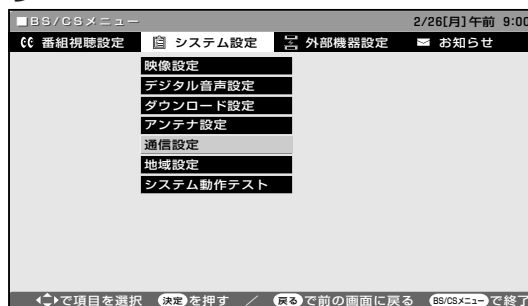 ■BS/CSメニュー 2/26[月]午前 9:00
番組視聴設定 システム設定 外部機器設定 お知らせ
映像設定
デジタル音声設定
ダウンロード設定
アンテナ設定
通信設定
地域設定
システム動作テスト
で項目を選択 決定を押す / 戻るで前の画面に戻る BS/CSメニューで終了